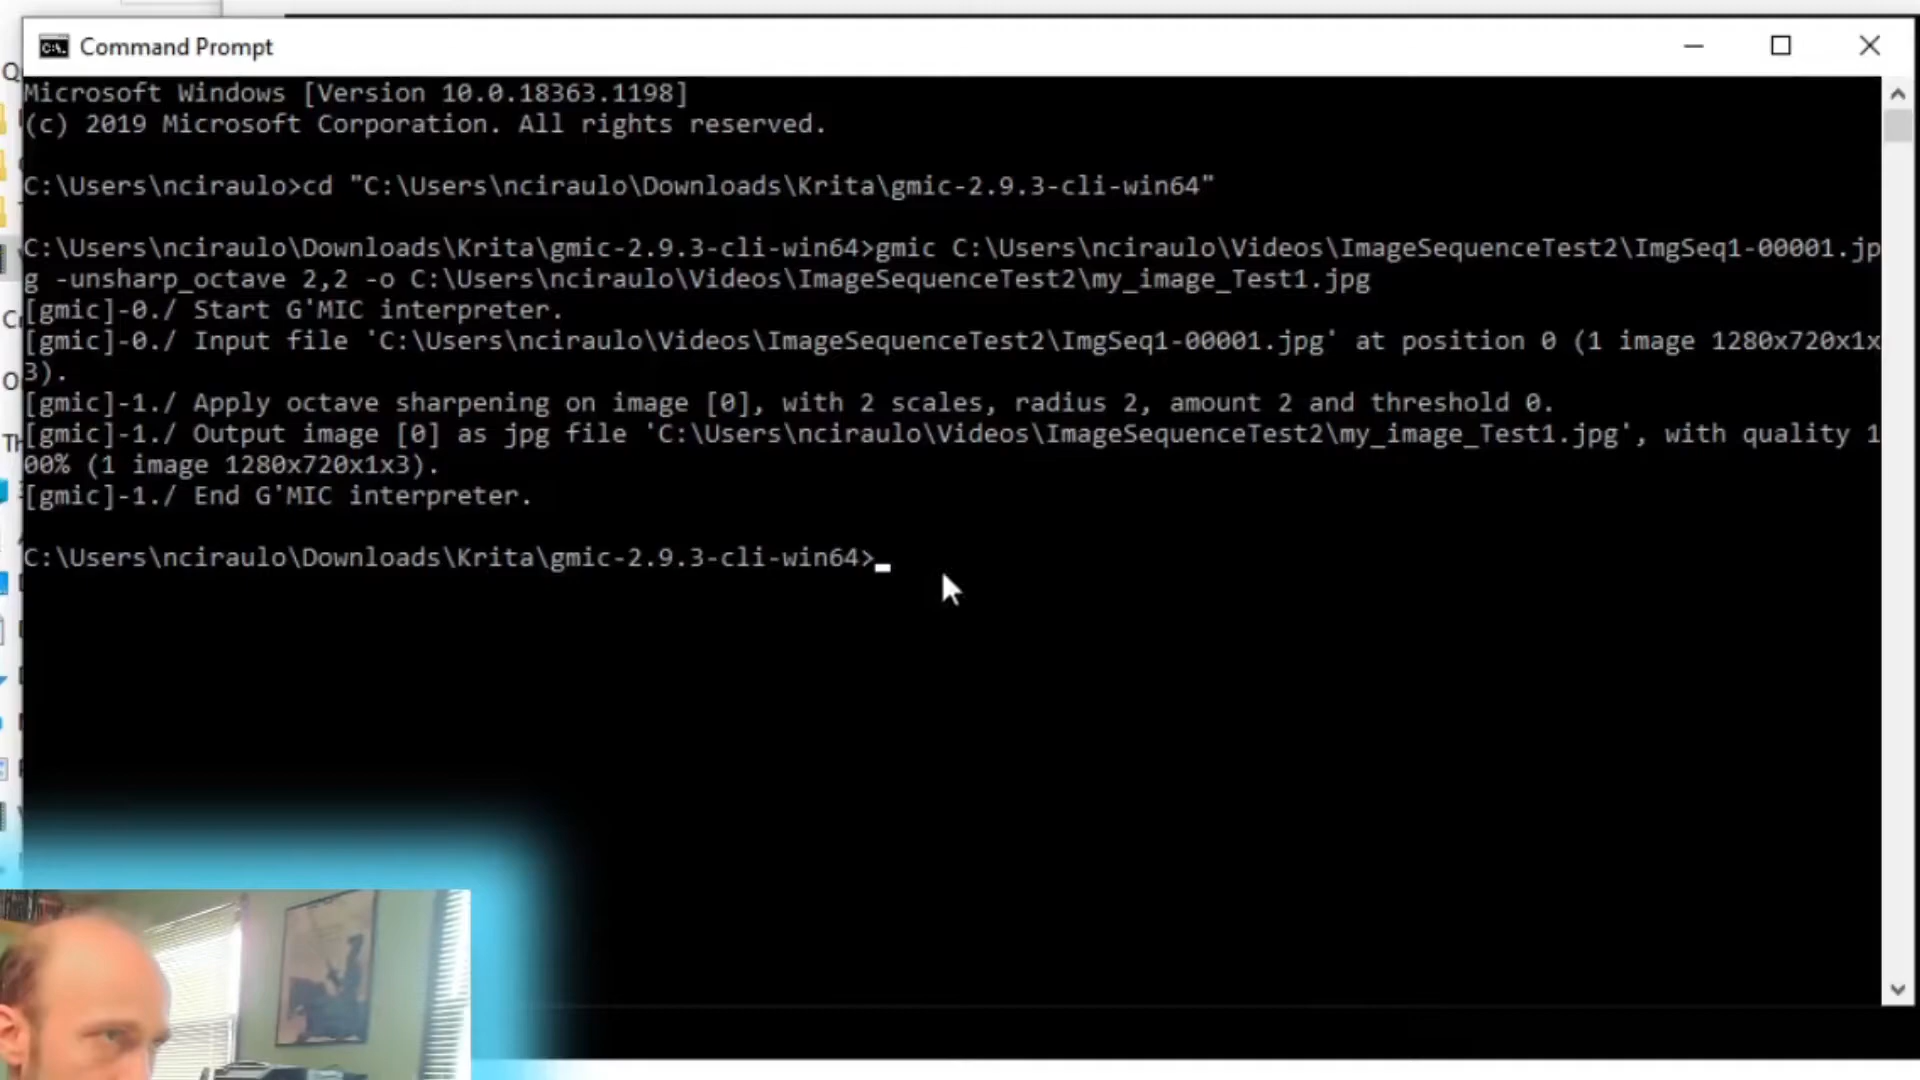 Command Prompt
Microsoft Windows [Version 10.0.18363.1198]
(c) 2019 Microsoft Corporation. All rights reserved.
C:\Users\nciraulo>cd "C:\Users\nciraulo\Downloads\Krita\gmic-2.9.3-cli-win64"
C:\Users\nciraulo\Downloads\Krita\gmic-2.9.3-cli-win64>gmic C:\Users\nciraulo\Videos\ImageSequenceTest2\ImgSeq1-00001.jp
g -unsharp_octave 2,2 -o C:\Users\nciraulo\Videos\ImageSequenceTest2\my_image_Test1.jpg
[gmic]-0./ Start G'MIC interpreter.
[gmic]-0./ Input file 'C:\Users\nciraulo\Videos\ImageSequenceTest2\ImgSeq1-00001.jpg' at position 0 (1 image 1280x720x1x
3).
[gmic]-1./ Apply octave sharpening on image [0], with 2 scales, radius 2, amount 2 and threshold 0.
[gmic]-1./ Output image [0] as jpg file 'C:\Users\nciraulo\Videos\ImageSequenceTest2\my_image_Test1.jpg', with quality 1
00% (1 image 1280x720x1x3).
[gmic]-1./ End G'MIC interpreter.
C:\Users\nciraulo\Downloads\Krita\gmic-2.9.3-cli-win64>